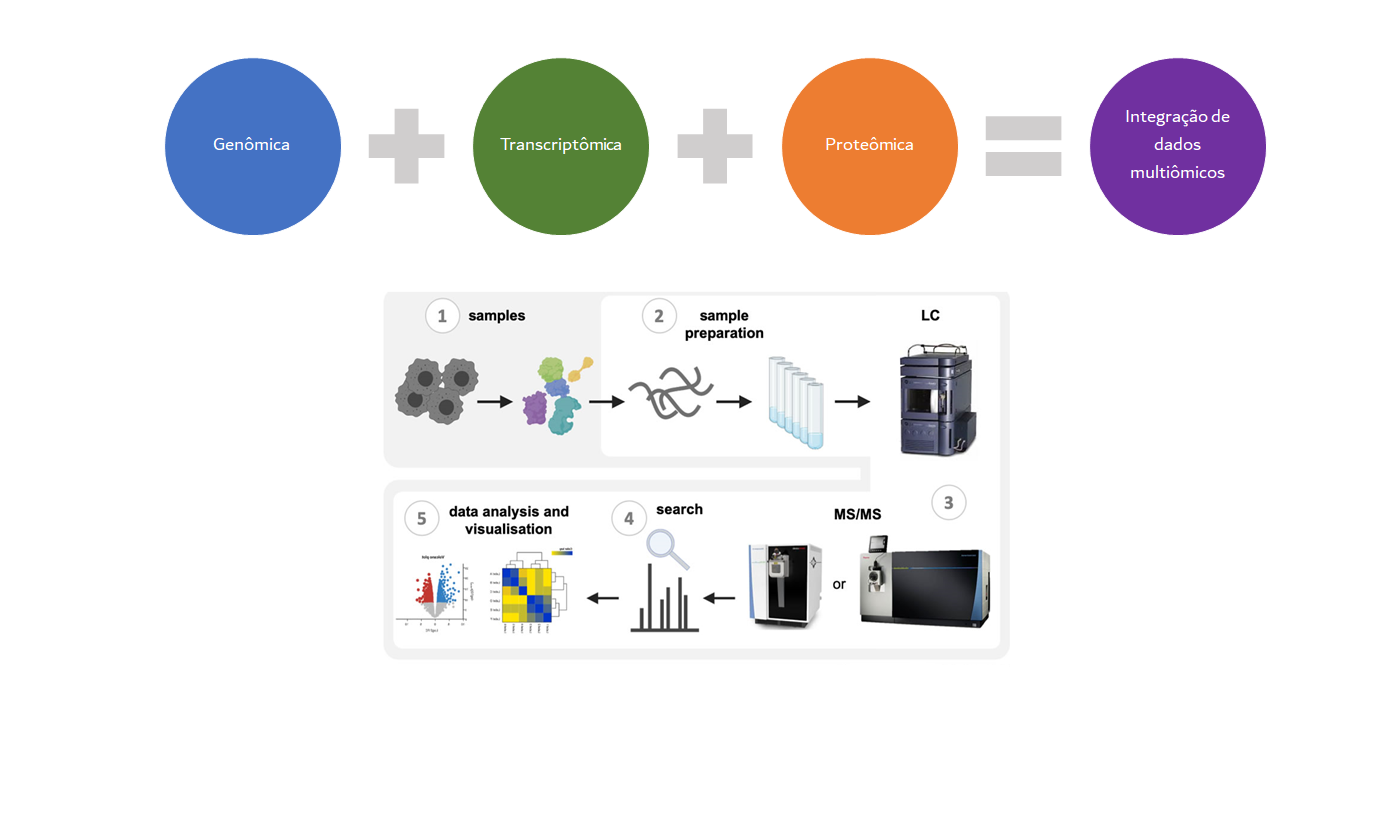 Genômica
Transcriptômica
Proteômica
Integração de
dados
multiômicos
1
samples
2
sample
preparation
LC
3
MS/MS
or
4
search
5
data analysis and
visualisation